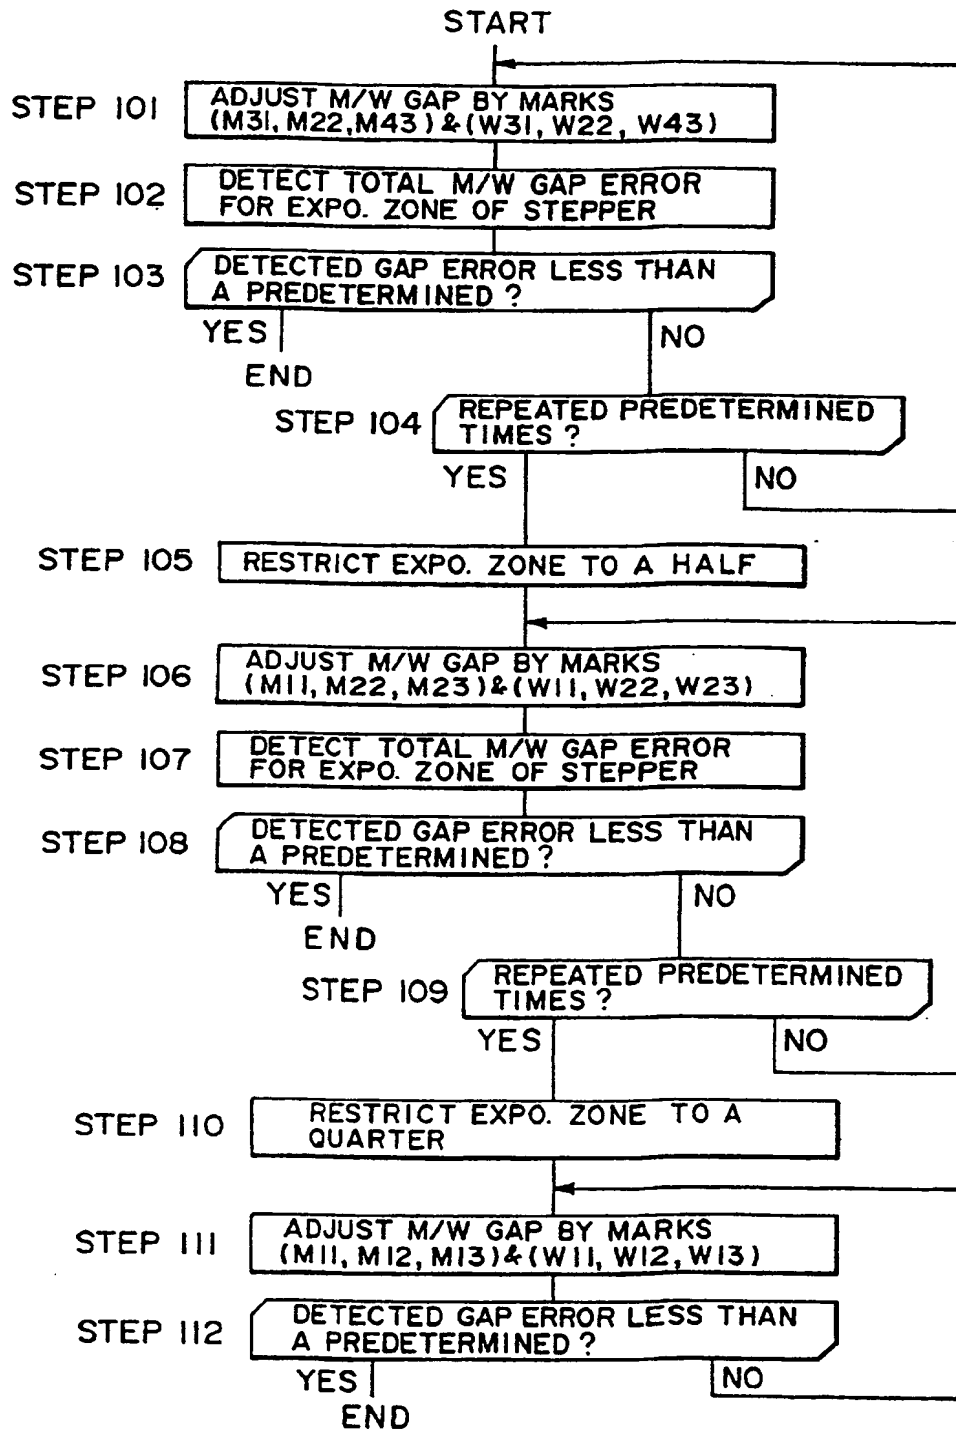 START
STEP 101
ADJUST M/W GAP BY MARKS
(M31, M22, M43) & (W31, W22, W43)
STEP 102
DETECT TOTAL M/W GAP ERROR
FOR EXPO. ZONE OF STEPPER
STEP 103
DETECTED GAP ERROR LESS THAN
A PREDETERMINED ?
YES
NO
END
STEP 104
REPEATED PREDETERMINED
TIMES ?
YES
NO
STEP 105
RESTRICT EXPO. ZONE TO A HALF
STEP 106
ADJUST M/W GAP BY MARKS
(M11, M22, M23) & (W11, W22, W23)
STEP 107
DETECT TOTAL M/W GAP ERROR
FOR EXPO. ZONE OF STEPPER
STEP 108
DETECTED GAP ERROR LESS THAN
A PREDETERMINED ?
YES
NO
END
STEP 109
REPEATED PREDETERMINED
TIMES ?
YES
NO
STEP 110
RESTRICT EXPO. ZONE TO A
QUARTER
STEP 111
ADJUST M/W GAP BY MARKS
(M11, M12, M13) & (W11, W12, W13)
STEP 112
DETECTED GAP ERROR LESS THAN
A PREDETERMINED ?
YES
NO
END